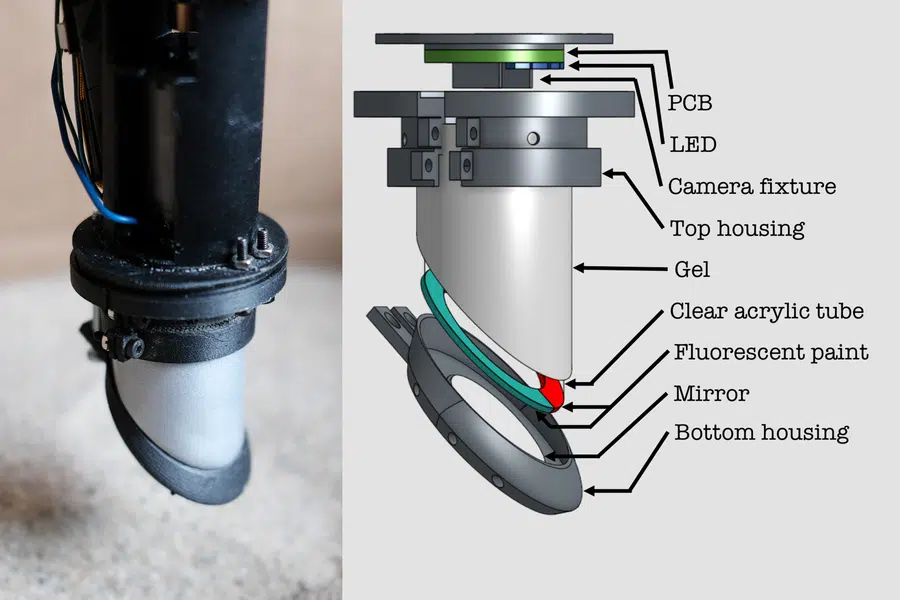 PCB
LED
Camera fixture
Top housing
Gel
Clear acrylic tube
Fluorescent paint
Mirror
Bottom housing